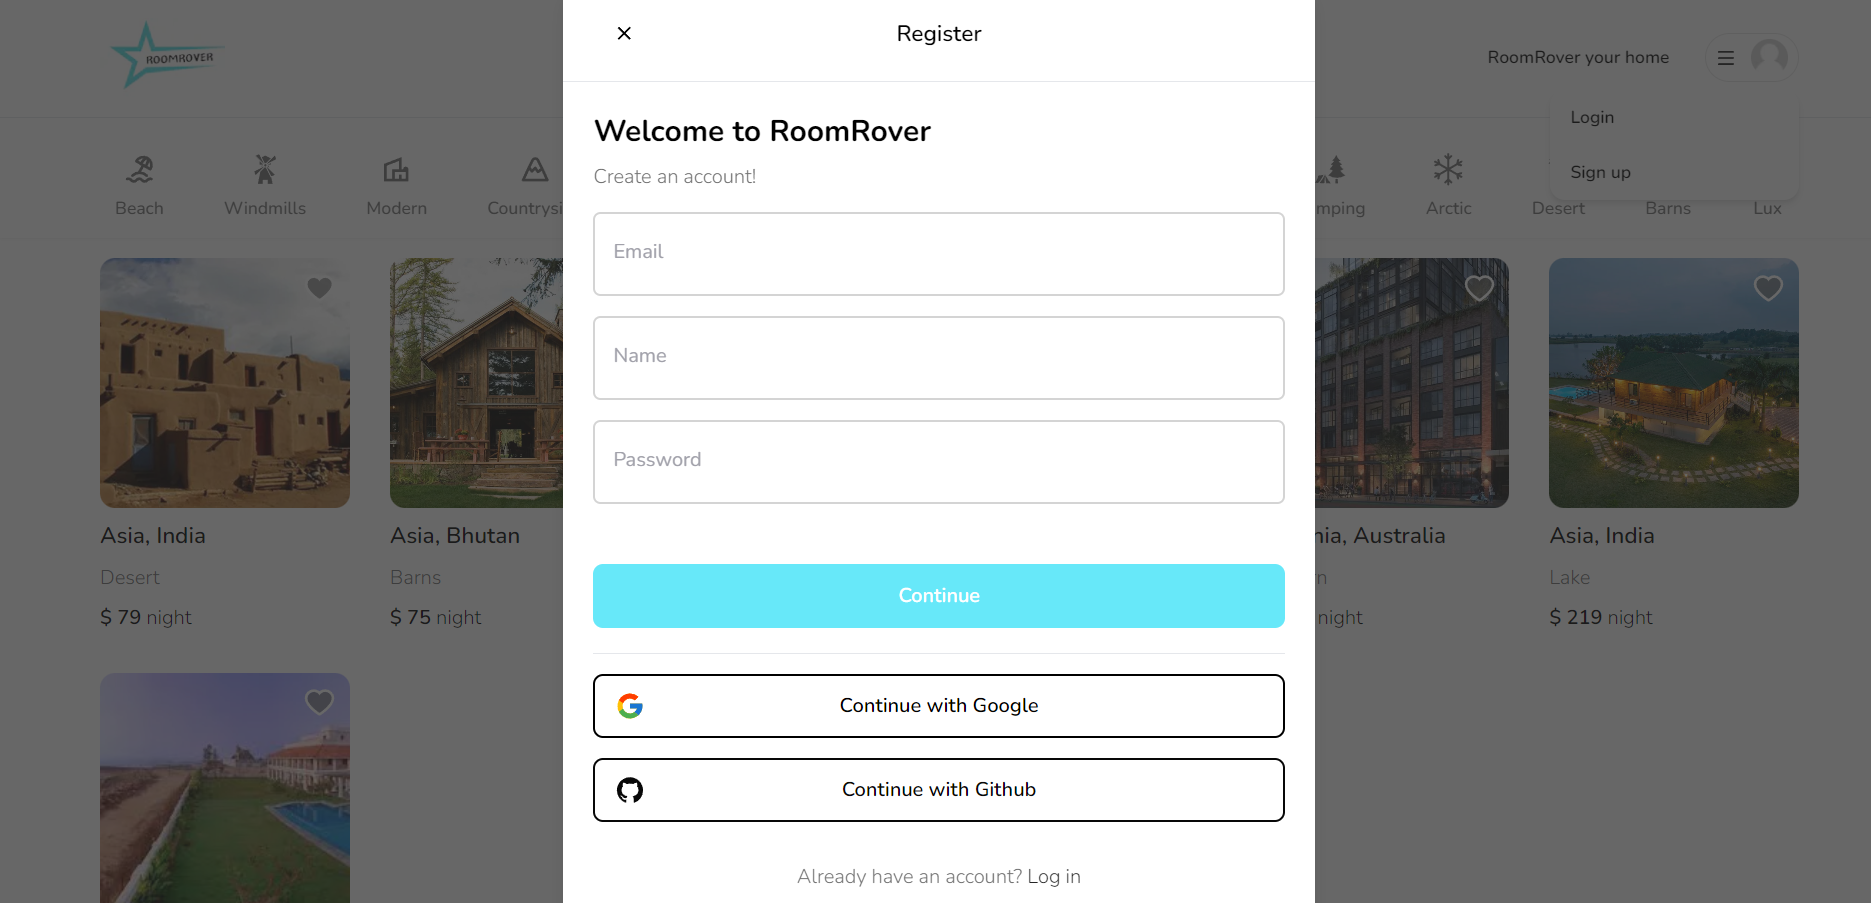 Register
ROOMROVER
RoomRover your home
Login
Sign up
Beach
Windmills
Modern
Countrysi
mping
Arctic
Desert
Barns
Lux
Welcome to RoomRover
Create an account!
Email
Name
Password
Continue
Continue with Google
Continue with Github
Already have an account? Log in
Asia, India
Desert
$ 79 night
Asia, Bhutan
Barns
$ 75 night
nia, Australia
rn
night
Asia, India
Lake
$ 219 night